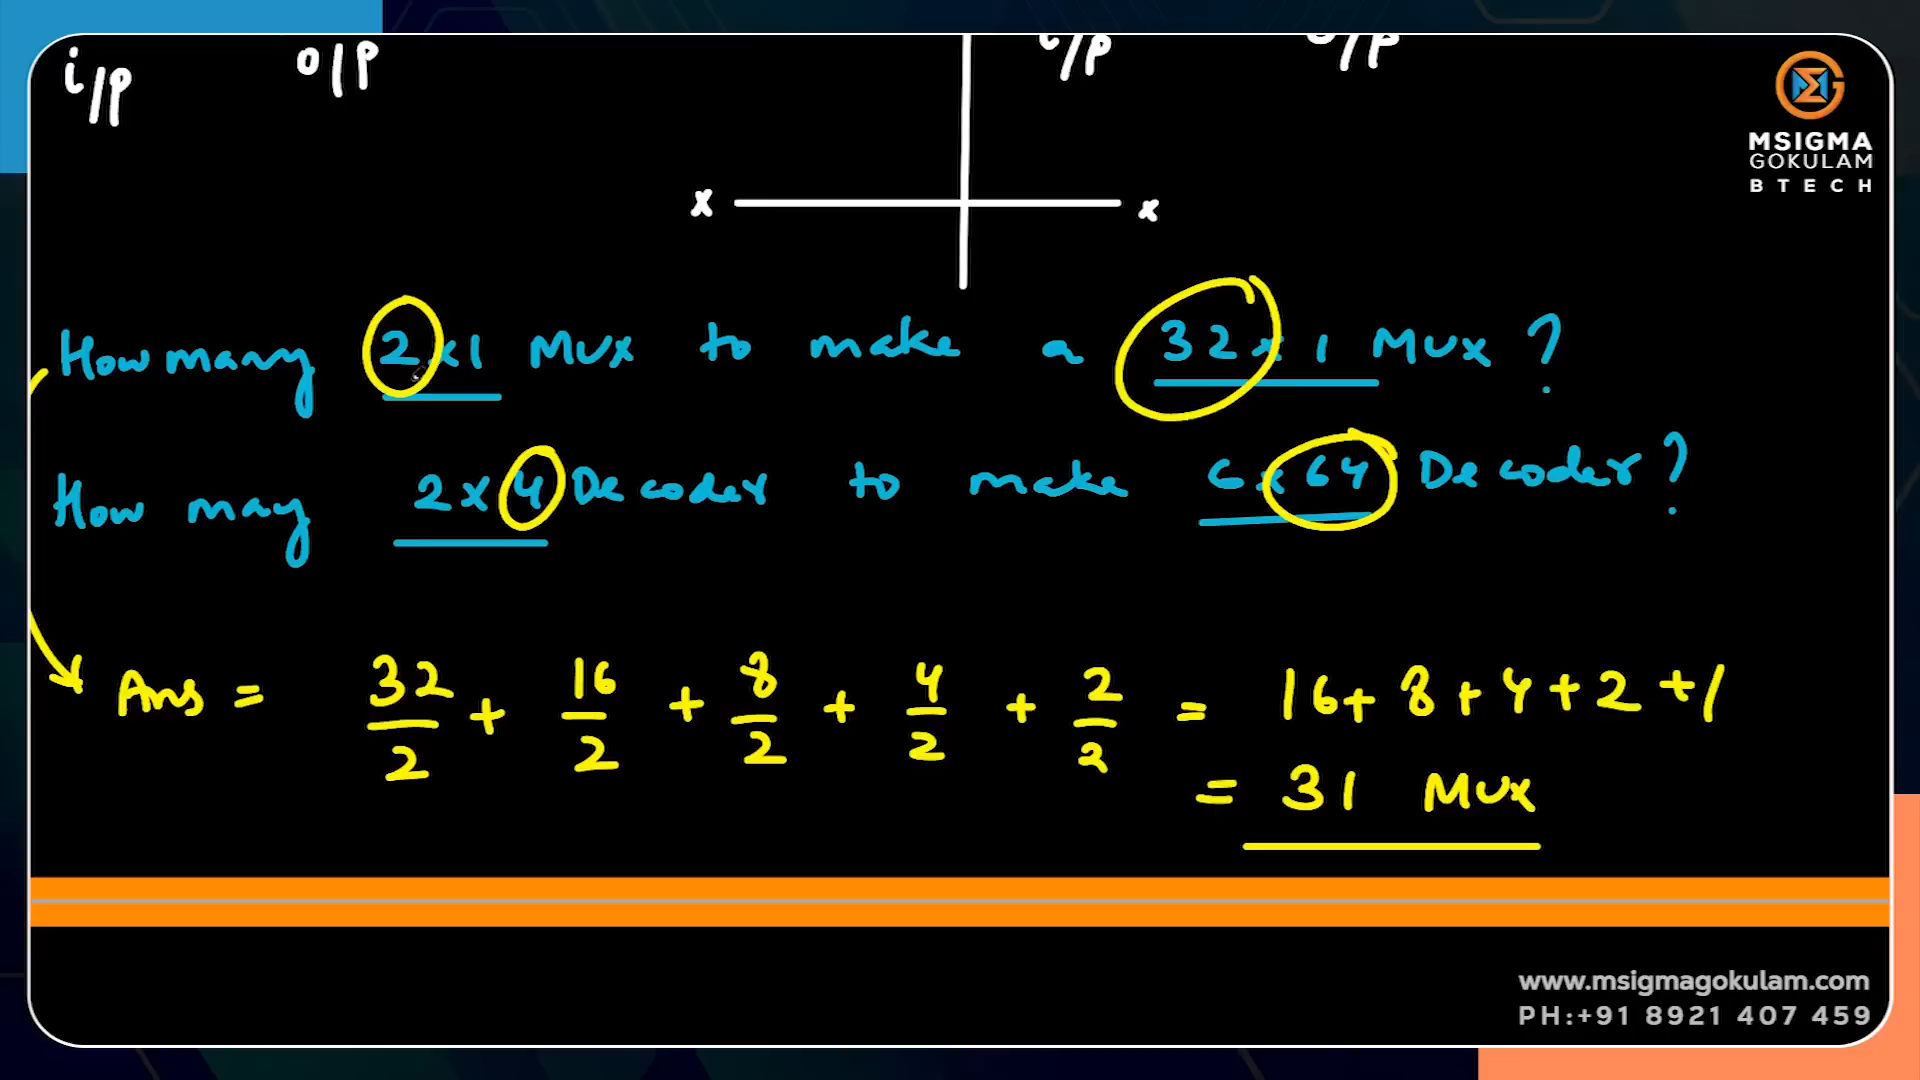 i/p o/p i/p o/p
MSIGMA
GOKULAM
BTECH
x x
How many 2x1 Mux to make a 32x1 Mux?
How may 2x4 Decoder to make 6x64 Decoder?
Ans = 32/2 + 16/2 + 8/2 + 4/2 + 2/2 = 16+8+4+2+1
= 31 Mux
www.msigmagokulam.com
PH:+91 8921 407 459